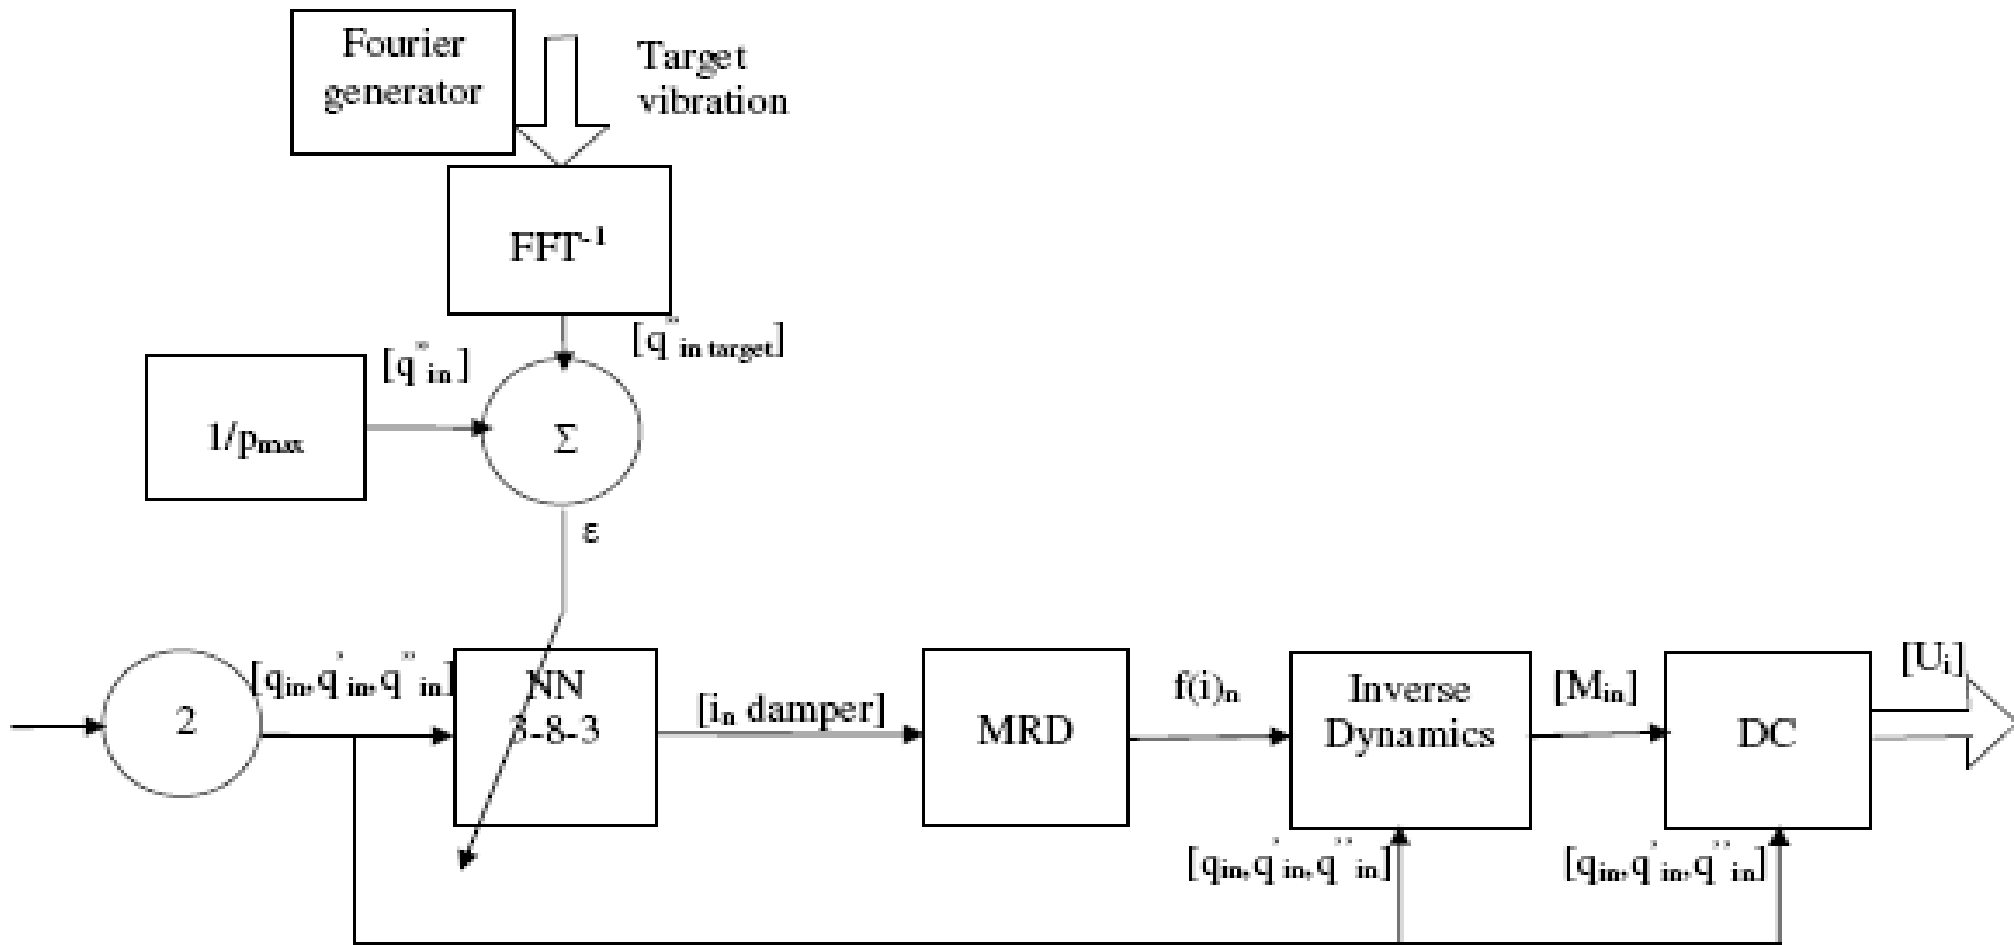 Fourier
generator
Target
vibration
FFT⁻¹
[q''in]
[q''in target]
1/pmax
Σ
ε
2
[qin,q'in,q''in]
NN
3-8-3
[in damper]
MRD
f(i)n
Inverse
Dynamics
[Min]
DC
[Ui]
[qin,q'in,q''in]
[qin,q'in,q''in]